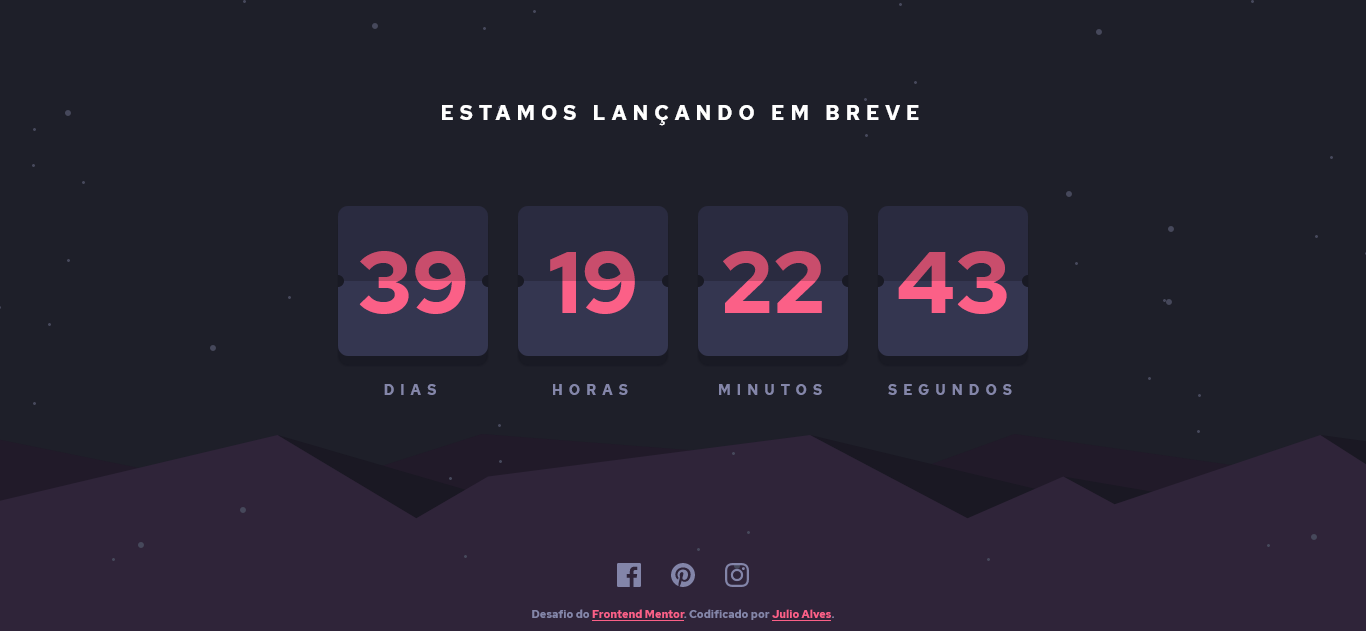 ESTAMOS LANÇANDO EM BREVE
39 19 22 43
DIAS HORAS MINUTOS SEGUNDOS
Desafio do Frontend Mentor. Codificado por Julio Alves.